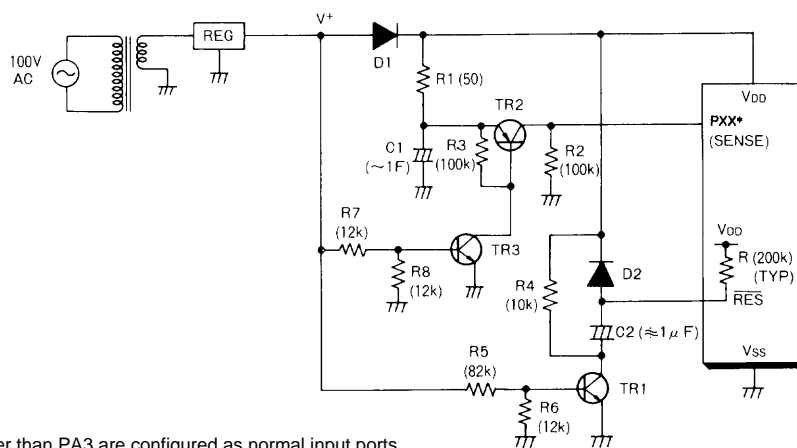 V+
REG
100V
AC
D1
R1 (50)
TR2
VDD
PXX*
(SENSE)
C1
(~1F)
R3
(100k)
R2
(100k)
R7
(12k)
TR3
R8
(12k)
VDD
R (200k)
(TYP)
RES
D2
R4
(10k)
C2 (≈1μF)
VSS
R5
(82k)
TR1
R6
(12k)
er than PA3 are configured as normal input ports